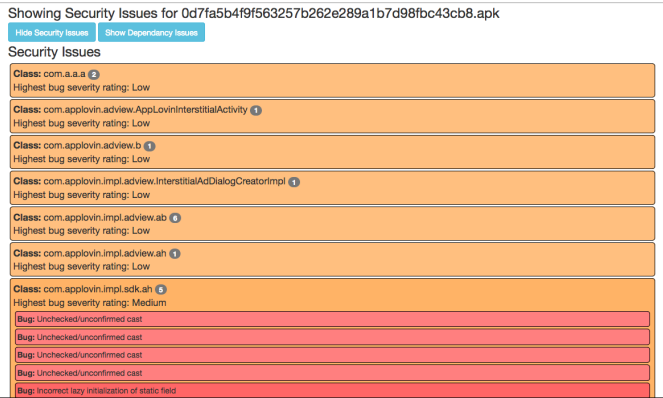 Showing Security Issues for 0d7fa5b4f9f563257b262e289a1b7d98fbc43cb8.apk
Hide Security Issues Show Dependancy Issues
Security Issues
Class: com.a.a.a 2
Highest bug severity rating: Low
Class: com.applovin.adview.AppLovinInterstitialActivity 1
Highest bug severity rating: Low
Class: com.applovin.adview.b 1
Highest bug severity rating: Low
Class: com.applovin.impl.adview.InterstitialAdDialogCreatorImpl 1
Highest bug severity rating: Low
Class: com.applovin.impl.adview.ab 6
Highest bug severity rating: Low
Class: com.applovin.impl.adview.ah 1
Highest bug severity rating: Low
Class: com.applovin.impl.sdk.ah 5
Highest bug severity rating: Medium
Bug: Unchecked/unconfirmed cast
Bug: Unchecked/unconfirmed cast
Bug: Unchecked/unconfirmed cast
Bug: Unchecked/unconfirmed cast
Bug: Incorrect lazy initialization of static field